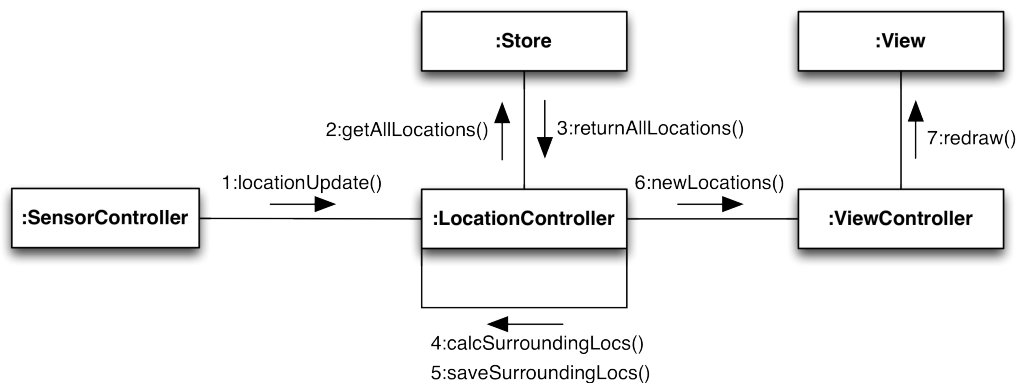 :Store
:View
2:getAllLocations()
3:returnAllLocations()
7:redraw()
1:locationUpdate()
6:newLocations()
:SensorController
:LocationController
:ViewController
4:calcSurroundingLocs()
5:saveSurroundingLocs()